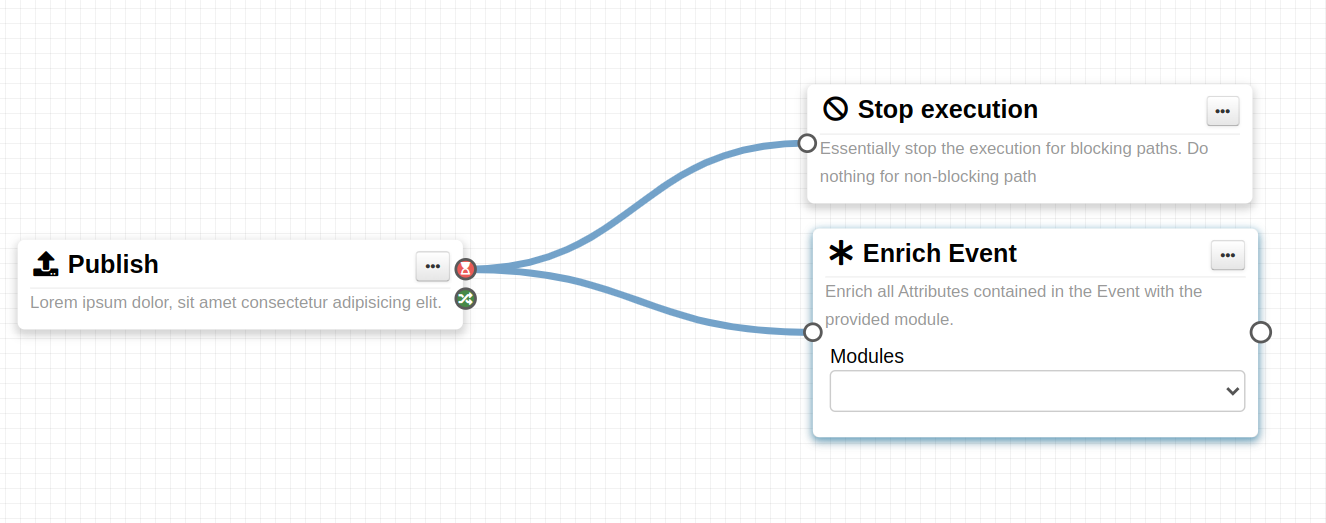 Stop execution
Essentially stop the execution for blocking paths. Do
nothing for non-blocking path
Publish
Lorem ipsum dolor, sit amet consectetur adipisicing elit.
Enrich Event
Enrich all Attributes contained in the Event with the
provided module.
Modules